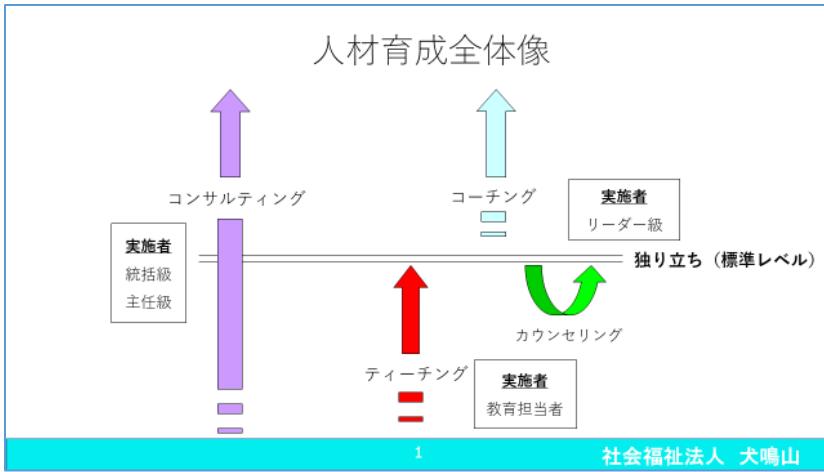 人材育成全体像
コンサルティング
コーチング
実施者
リーダー級
実施者
統括級
主任級
独り立ち（標準レベル）
カウンセリング
ティーチング
実施者
教育担当者
1
社会福祉法人 犬鳴山